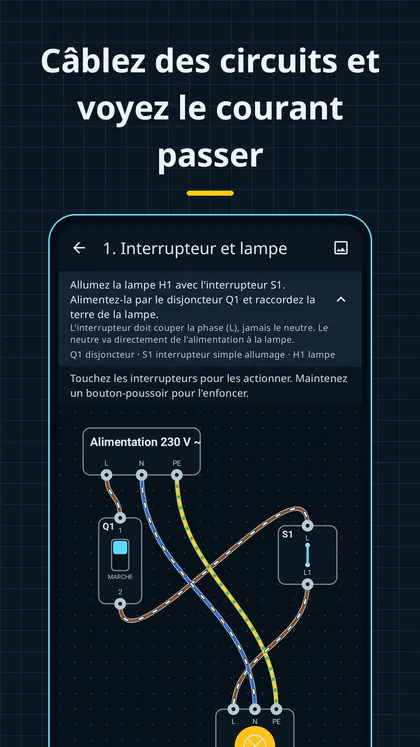 Câblez des circuits et
voyez le courant
passer
1. Interrupteur et lampe
Allumez la lampe H1 avec l'interrupteur S1.
Alimentez-la par le disjoncteur Q1 et raccordez la
terre de la lampe.
L'interrupteur doit couper la phase (L), jamais le neutre. Le
neutre va directement de l'alimentation à la lampe.
Q1 disjoncteur · S1 interrupteur simple allumage · H1 lampe
Touchez les interrupteurs pour les actionner. Maintenez
un bouton-poussoir pour l'enfoncer.
Alimentation 230 V ~
L N PE
Q1 1
S1 L
MARCHE
L1
2
L N PE